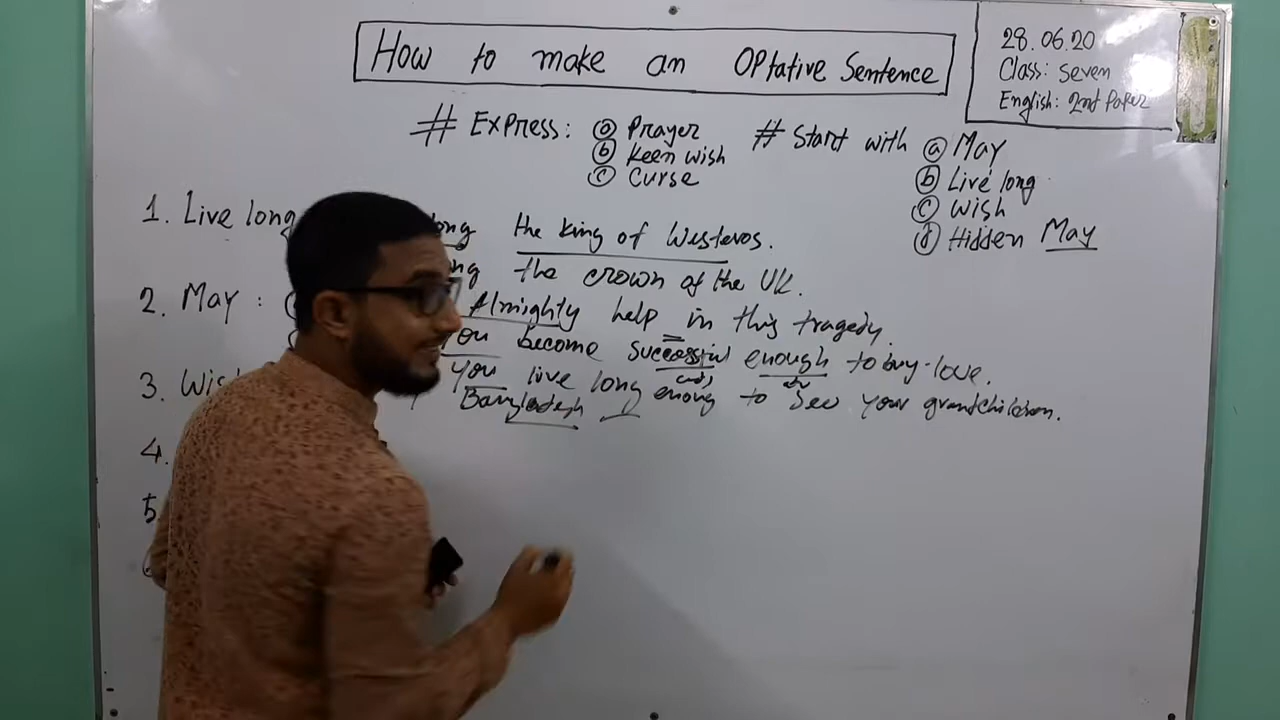 How to make an Optative Sentence
28.06.20
Class: Seven
English: 2nd Paper
# Express: ⓐ Prayer
ⓑ Keen wish
ⓒ Curse
# Start with ⓐ May
ⓑ Live long
ⓒ Wish
ⓓ Hidden May
1. Live long
the King of Westeros.
the crown of the UK.
2. May :
Almighty help in this tragedy.
you become successful enough to buy love.
3.
you live long enong to see your grandchildren.
Bangladesh
4.
5.